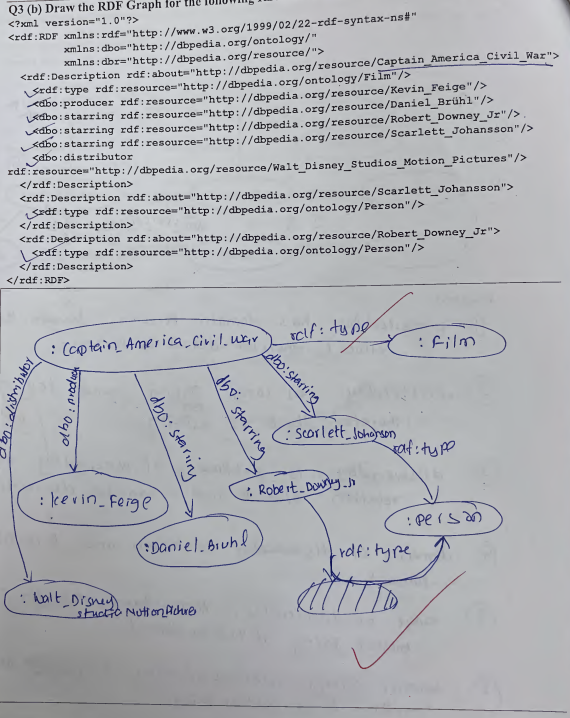 Q3 (b) Draw the RDF Graph for the following
<?xml version="1.0"?>
<rdf:RDF xmlns:rdf="http://www.w3.org/1999/02/22-rdf-syntax-ns#"
xmlns:dbo="http://dbpedia.org/ontology/"
xmlns:dbr="http://dbpedia.org/resource/">
<rdf:Description rdf:about="http://dbpedia.org/resource/Captain_America_Civil_War">
<rdf:type rdf:resource="http://dbpedia.org/ontology/Film"/>
<dbo:producer rdf:resource="http://dbpedia.org/resource/Kevin_Feige"/>
<dbo:starring rdf:resource="http://dbpedia.org/resource/Daniel_Brühl"/>
<dbo:starring rdf:resource="http://dbpedia.org/resource/Robert_Downey_Jr"/>
<dbo:starring rdf:resource="http://dbpedia.org/resource/Scarlett_Johansson"/>
<dbo:distributor
rdf:resource="http://dbpedia.org/resource/Walt_Disney_Studios_Motion_Pictures"/>
</rdf:Description>
<rdf:Description rdf:about="http://dbpedia.org/resource/Scarlett_Johansson">
<rdf:type rdf:resource="http://dbpedia.org/ontology/Person"/>
</rdf:Description>
<rdf:Description rdf:about="http://dbpedia.org/resource/Robert_Downey_Jr">
<rdf:type rdf:resource="http://dbpedia.org/ontology/Person"/>
</rdf:Description>
</rdf:RDF>
: Captain_America_Civil_War
rdf: type
: Film
dbo: distributor
dbo: producer
dbo: starring
dbo: starring
dbo: starring
: Scarlett_Johanson
rdf: type
: Robert_Downey_Jr
: Kevin_Feige
: Person
: Daniel_Bruhl
rdf: type
: Walt_Disney